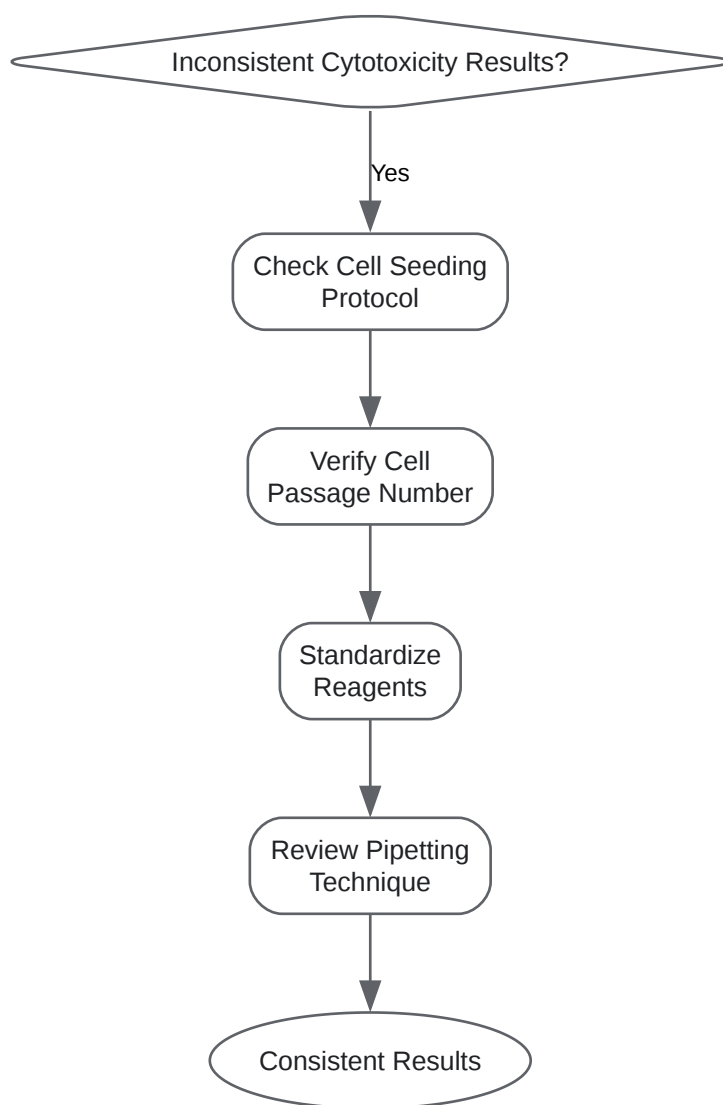 Inconsistent Cytotoxicity Results?
Yes
Check Cell Seeding
Protocol
Verify Cell
Passage Number
Standardize
Reagents
Review Pipetting
Technique
Consistent Results